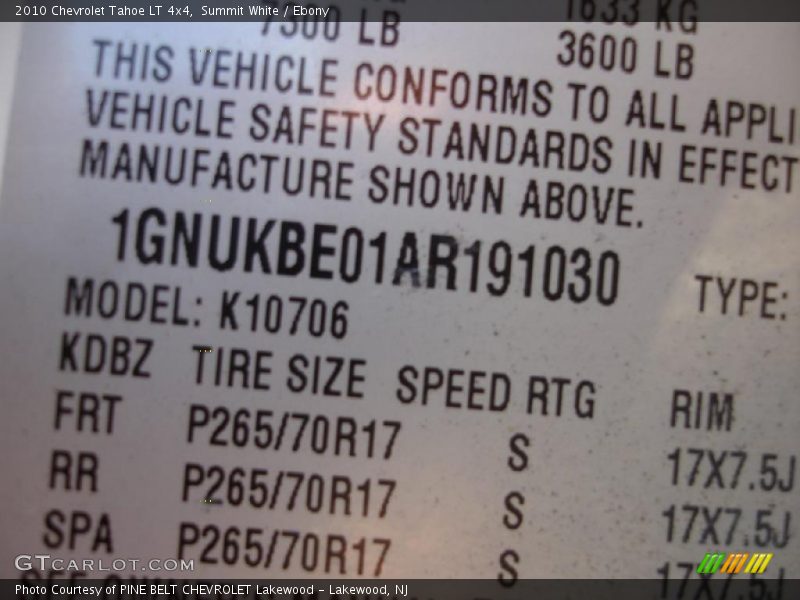 2010 Chevrolet Tahoe LT 4x4, Summit White / Ebony
7300 LB 1633 KG
3600 LB
THIS VEHICLE CONFORMS TO ALL APPLI
VEHICLE SAFETY STANDARDS IN EFFECT
MANUFACTURE SHOWN ABOVE.
1GNUKBE01AR191030
MODEL: K10706 TYPE:
KDBZ TIRE SIZE SPEED RTG RIM
FRT P265/70R17 S 17X7.5J
RR P265/70R17 S 17X7.5J
SPA P265/70R17 S 17X7.5J
GTCARLOT.COM
Photo Courtesy of PINE BELT CHEVROLET Lakewood - Lakewood, NJ